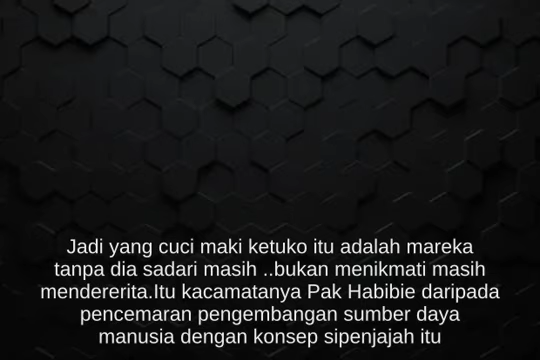 Jadi yang cuci maki ketuko itu adalah mareka
tanpa dia sadari masih ..bukan menikmati masih
mendererita.Itu kacamatanya Pak Habibie daripada
pencemaran pengembangan sumber daya
manusia dengan konsep sipenjajah itu